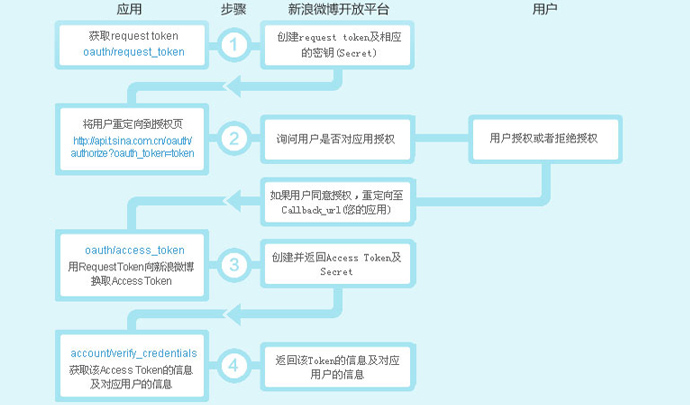 应用 步骤 新浪微博开放平台 用户
获取request token
oauth/request_token
1
创建request token及相应
的密钥(Secret)
将用户重定向到授权页
http://api.t.sina.com.cn/oauth/
authorize?oauth_token=token
2
询问用户是否对应用授权
用户授权或者拒绝授权
如果用户同意授权，重定向至
Callback_url(您的应用)
oauth/access_token
用RequestToken向新浪微博
换取Access Token
3
创建并返回Access Token及
Secret
account/verify_credentials
获取该Access Token的信息
及对应用户的信息
4
返回该Token的信息及对应
用户的信息